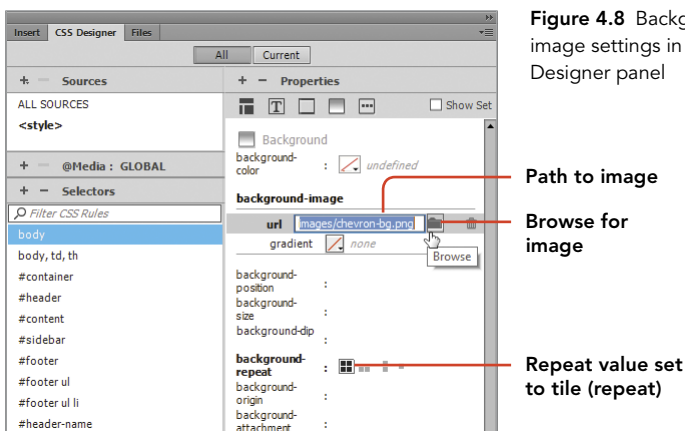 Insert CSS Designer Files
All Current
+ − Sources
ALL SOURCES
<style>
+ − @Media : GLOBAL
+ − Selectors
Filter CSS Rules
body
body, td, th
#container
#header
#content
#sidebar
#footer
#footer ul
#footer ul li
#header-name
+ − Properties
T Show Set
Background
background-
color : undefined
background-image
url images/chevron-bg.png
gradient none
Browse
background-
position :
background-
size :
background-clip
:
background-
repeat :
background-
origin :
background-
attachment :
Figure 4.8 Backg
image settings in
Designer panel
Path to image
Browse for
image
Repeat value set
to tile (repeat)